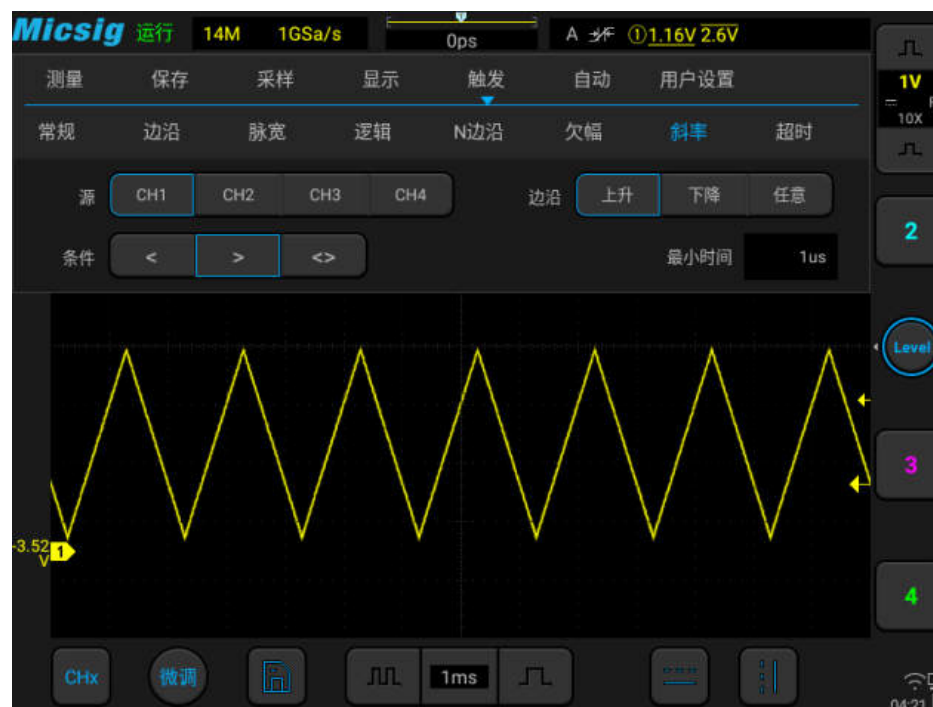 Micsig 运行 14M 1GSa/s 0ps A ①1.16V 2.6V
测量 保存 采样 显示 触发 自动 用户设置
1V
10X
常规 边沿 脉宽 逻辑 N边沿 欠幅 斜率 超时
源 CH1 CH2 CH3 CH4 边沿 上升 下降 任意
2
条件 < > <> 最小时间 1us
Level
3
-3.52
V 1
4
CHx 微调 1ms
04:21